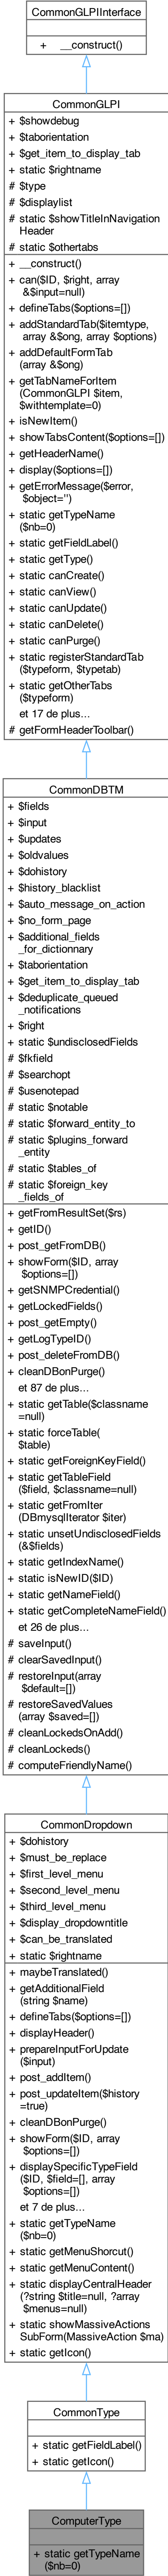 CommonGLPIInterface
+ __construct()
CommonGLPI
+ $showdebug
+ $taborientation
+ $get_item_to_display_tab
+ static $rightname
# $type
# $displaylist
# static $showTitleInNavigation
Header
# static $othertabs
+ __construct()
+ can($ID, $right, array
&$input=null)
+ defineTabs($options=[])
+ addStandardTab($itemtype,
array &$ong, array $options)
+ addDefaultFormTab
(array &$ong)
+ getTabNameForItem
(CommonGLPI $item,
$withtemplate=0)
+ isNewItem()
+ showTabsContent($options=[])
+ getHeaderName()
+ display($options=[])
+ getErrorMessage($error,
$object='')
+ static getTypeName
($nb=0)
+ static getFieldLabel()
+ static getType()
+ static canCreate()
+ static canView()
+ static canUpdate()
+ static canDelete()
+ static canPurge()
+ static registerStandardTab
($typeform, $typetab)
+ static getOtherTabs
($typeform)
et 17 de plus...
# getFormHeaderToolbar()
CommonDBTM
+ $fields
+ $input
+ $updates
+ $oldvalues
+ $dohistory
+ $history_blacklist
+ $auto_message_on_action
+ $no_form_page
+ $additional_fields
_for_dictionnary
+ $taborientation
+ $get_item_to_display_tab
+ $deduplicate_queued
_notifications
+ $right
+ static $undisclosedFields
# $fkfield
# $searchopt
# $usenotepad
# static $notable
# static $forward_entity_to
# static $plugins_forward
_entity
# static $tables_of
# static $foreign_key
_fields_of
+ getFromResultSet($rs)
+ getID()
+ post_getFromDB()
+ showForm($ID, array
$options=[])
+ getSNMPCredential()
+ getLockedFields()
+ post_getEmpty()
+ getLogTypeID()
+ post_deleteFromDB()
+ cleanDBonPurge()
et 87 de plus...
+ static getTable($classname
=null)
+ static forceTable(
$table)
+ static getForeignKeyField()
+ static getTableField
($field, $classname=null)
+ static getFromIter
(DBmysqlIterator $iter)
+ static unsetUndisclosedFields
(&$fields)
+ static getIndexName()
+ static isNewID($ID)
+ static getNameField()
+ static getCompleteNameField()
et 26 de plus...
# saveInput()
# clearSavedInput()
# restoreInput(array
$default=[])
# restoreSavedValues
(array $saved=[])
# cleanLockedsOnAdd()
# cleanLockeds()
# computeFriendlyName()
CommonDropdown
+ $dohistory
+ $must_be_replace
+ $first_level_menu
+ $second_level_menu
+ $third_level_menu
+ $display_dropdowntitle
+ $can_be_translated
+ static $rightname
+ maybeTranslated()
+ getAdditionalField
(string $name)
+ defineTabs($options=[])
+ displayHeader()
+ prepareInputForUpdate
($input)
+ post_addItem()
+ post_updateItem($history
=true)
+ cleanDBonPurge()
+ showForm($ID, array
$options=[])
+ displaySpecificTypeField
($ID, $field=[], array
$options=[])
et 7 de plus...
+ static getTypeName
($nb=0)
+ static getMenuShorcut()
+ static getMenuContent()
+ static displayCentralHeader
(?string $title=null, ?array
$menus=null)
+ static showMassiveActions
SubForm(MassiveAction $ma)
+ static getIcon()
CommonType
+ static getFieldLabel()
+ static getIcon()
ComputerType
+ static getTypeName
($nb=0)